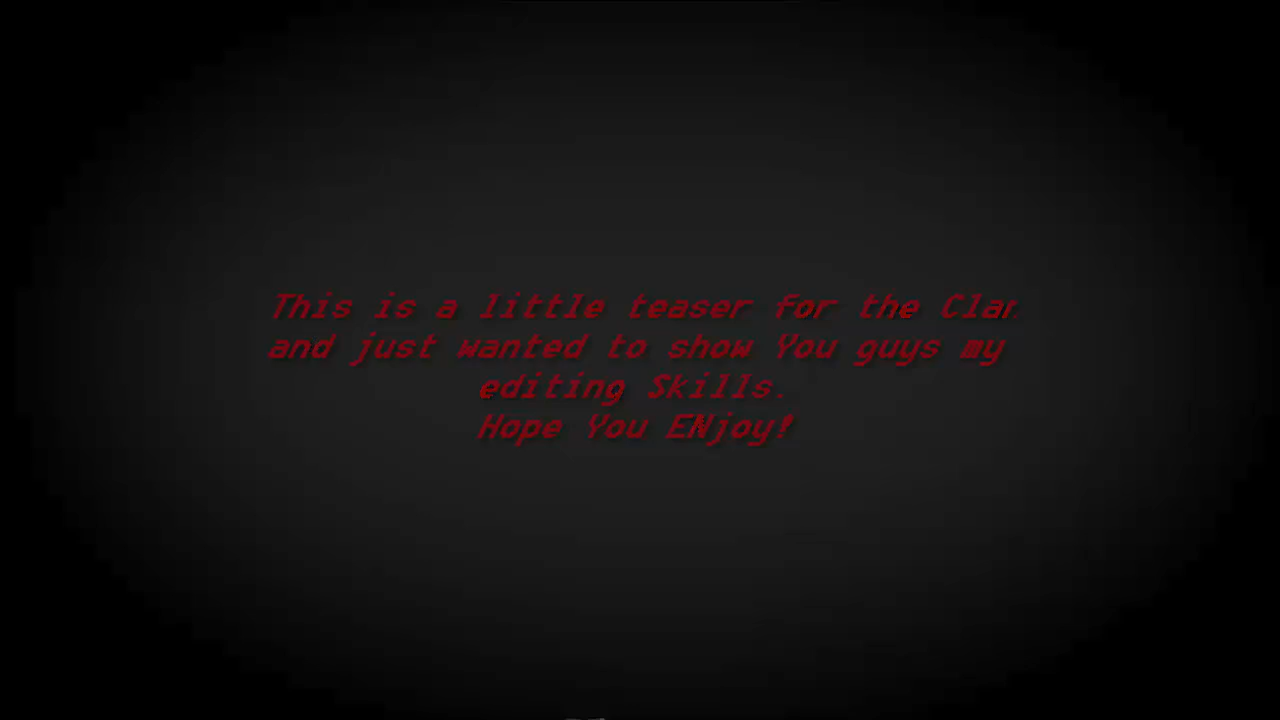 This is a little teaser for the Clan
and just wanted to show You guys my
editing Skills.
Hope You ENjoy!